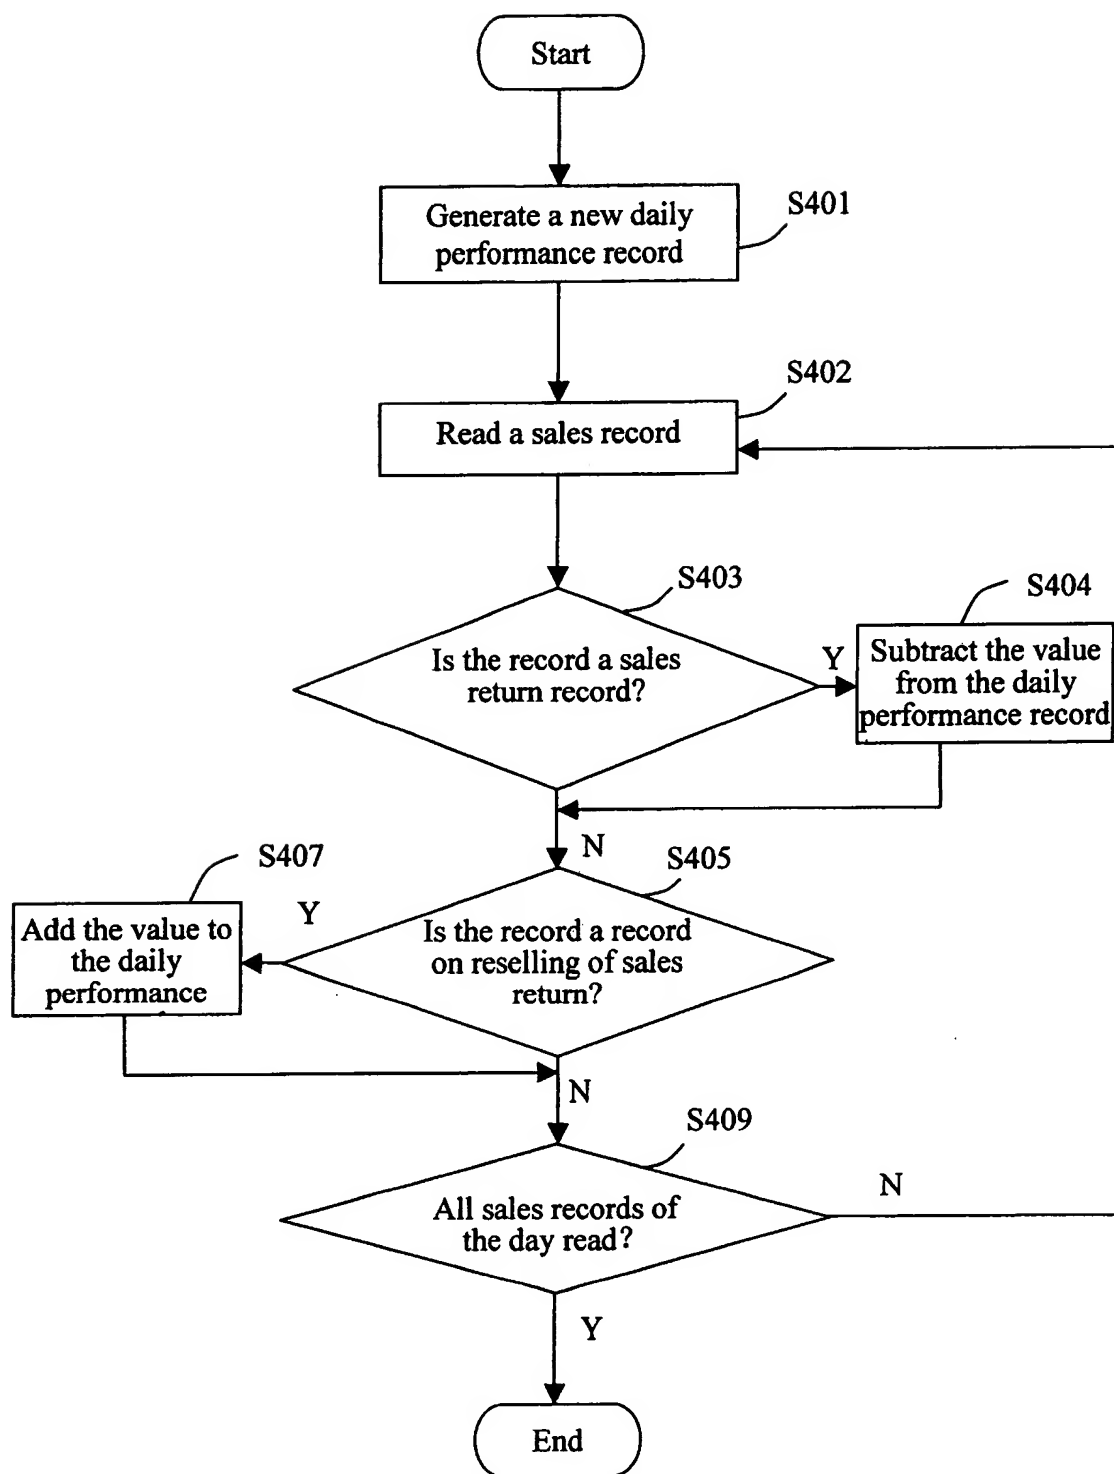 Start
S401
Generate a new daily
performance record
S402
Read a sales record
S403
S404
Is the record a sales
return record?
Y
Subtract the value
from the daily
performance record
N
S407
S405
Y
Add the value to
the daily
performance
Is the record a record
on reselling of sales
return?
N
S409
N
All sales records of
the day read?
Y
End